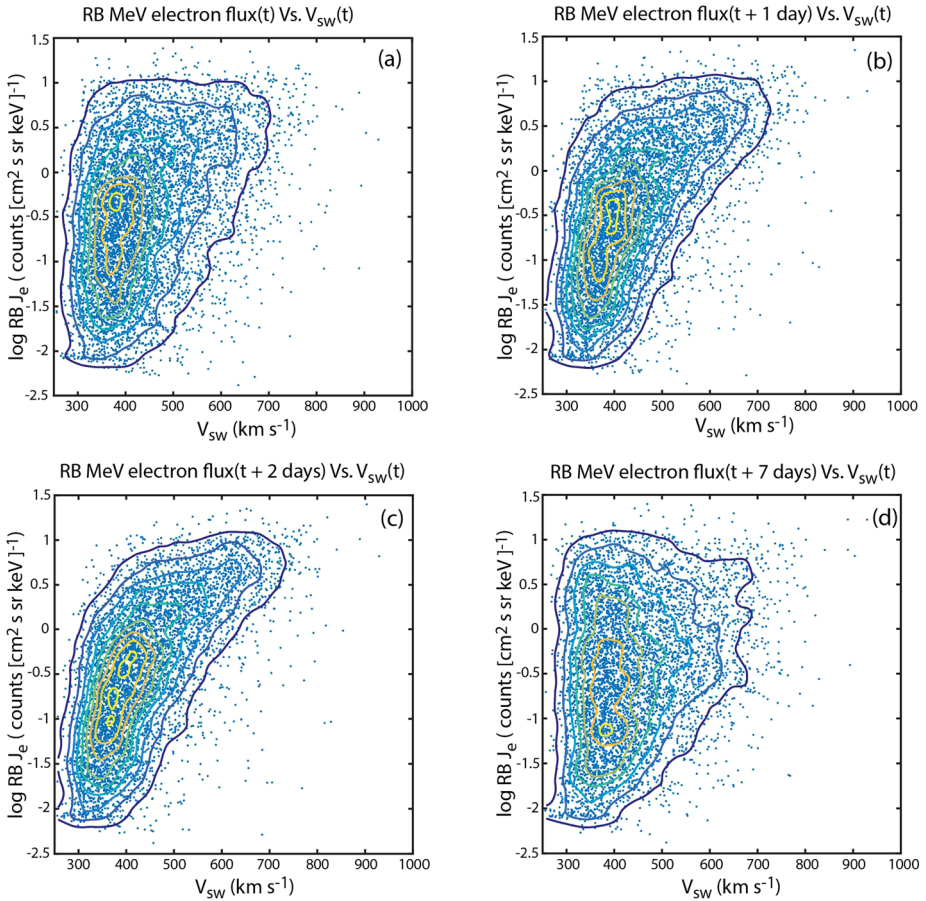 RB MeV electron flux(t) Vs. V_sw(t)
(a)
1.5
1
0.5
0
-0.5
-1
-1.5
-2
-2.5
log RB J_e ( counts [cm2 s sr keV ]-1)
300 400 500 600 700 800 900 1000
V_sw (km s-1)
RB MeV electron flux(t + 1 day) Vs. V_sw(t)
(b)
1.5
1
0.5
0
-0.5
-1
-1.5
-2
-2.5
log RB J_e ( counts [cm2 s sr keV ]-1)
300 400 500 600 700 800 900 1000
V_sw (km s-1)
RB MeV electron flux(t + 2 days) Vs. V_sw(t)
(c)
1.5
1
0.5
0
-0.5
-1
-1.5
-2
-2.5
log RB J_e ( counts [cm2 s sr keV ]-1)
300 400 500 600 700 800 900 1000
V_sw (km s-1)
RB MeV electron flux(t + 7 days) Vs. V_sw(t)
(d)
1.5
1
0.5
0
-0.5
-1
-1.5
-2
-2.5
log RB J_e ( counts [cm2 s sr keV ]-1)
300 400 500 600 700 800 900 1000
V_sw (km s-1)